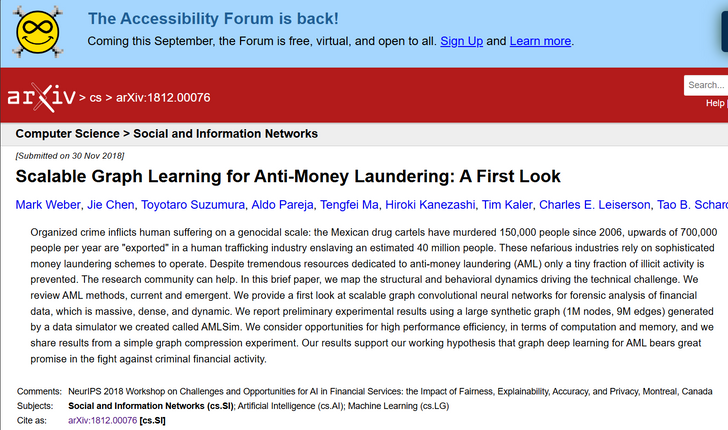 The Accessibility Forum is back!
Coming this September, the Forum is free, virtual, and open to all. Sign Up and Learn more.
arXiv > cs > arXiv:1812.00076
Search...
Help |
Computer Science > Social and Information Networks
[Submitted on 30 Nov 2018]
Scalable Graph Learning for Anti-Money Laundering: A First Look
Mark Weber, Jie Chen, Toyotaro Suzumura, Aldo Pareja, Tengfei Ma, Hiroki Kanezashi, Tim Kaler, Charles E. Leiserson, Tao B. Schard
Organized crime inflicts human suffering on a genocidal scale: the Mexican drug cartels have murdered 150,000 people since 2006, upwards of 700,000
people per year are "exported" in a human trafficking industry enslaving an estimated 40 million people. These nefarious industries rely on sophisticated
money laundering schemes to operate. Despite tremendous resources dedicated to anti-money laundering (AML) only a tiny fraction of illicit activity is
prevented. The research community can help. In this brief paper, we map the structural and behavioral dynamics driving the technical challenge. We
review AML methods, current and emergent. We provide a first look at scalable graph convolutional neural networks for forensic analysis of financial
data, which is massive, dense, and dynamic. We report preliminary experimental results using a large synthetic graph (1M nodes, 9M edges) generated
by a data simulator we created called AMLSim. We consider opportunities for high performance efficiency, in terms of computation and memory, and we
share results from a simple graph compression experiment. Our results support our working hypothesis that graph deep learning for AML bears great
promise in the fight against criminal financial activity.
Comments: NeurIPS 2018 Workshop on Challenges and Opportunities for AI in Financial Services: the Impact of Fairness, Explainability, Accuracy, and Privacy, Montreal, Canada
Subjects: Social and Information Networks (cs.SI); Artificial Intelligence (cs.AI); Machine Learning (cs.LG)
Cite as: arXiv:1812.00076 [cs.SI]